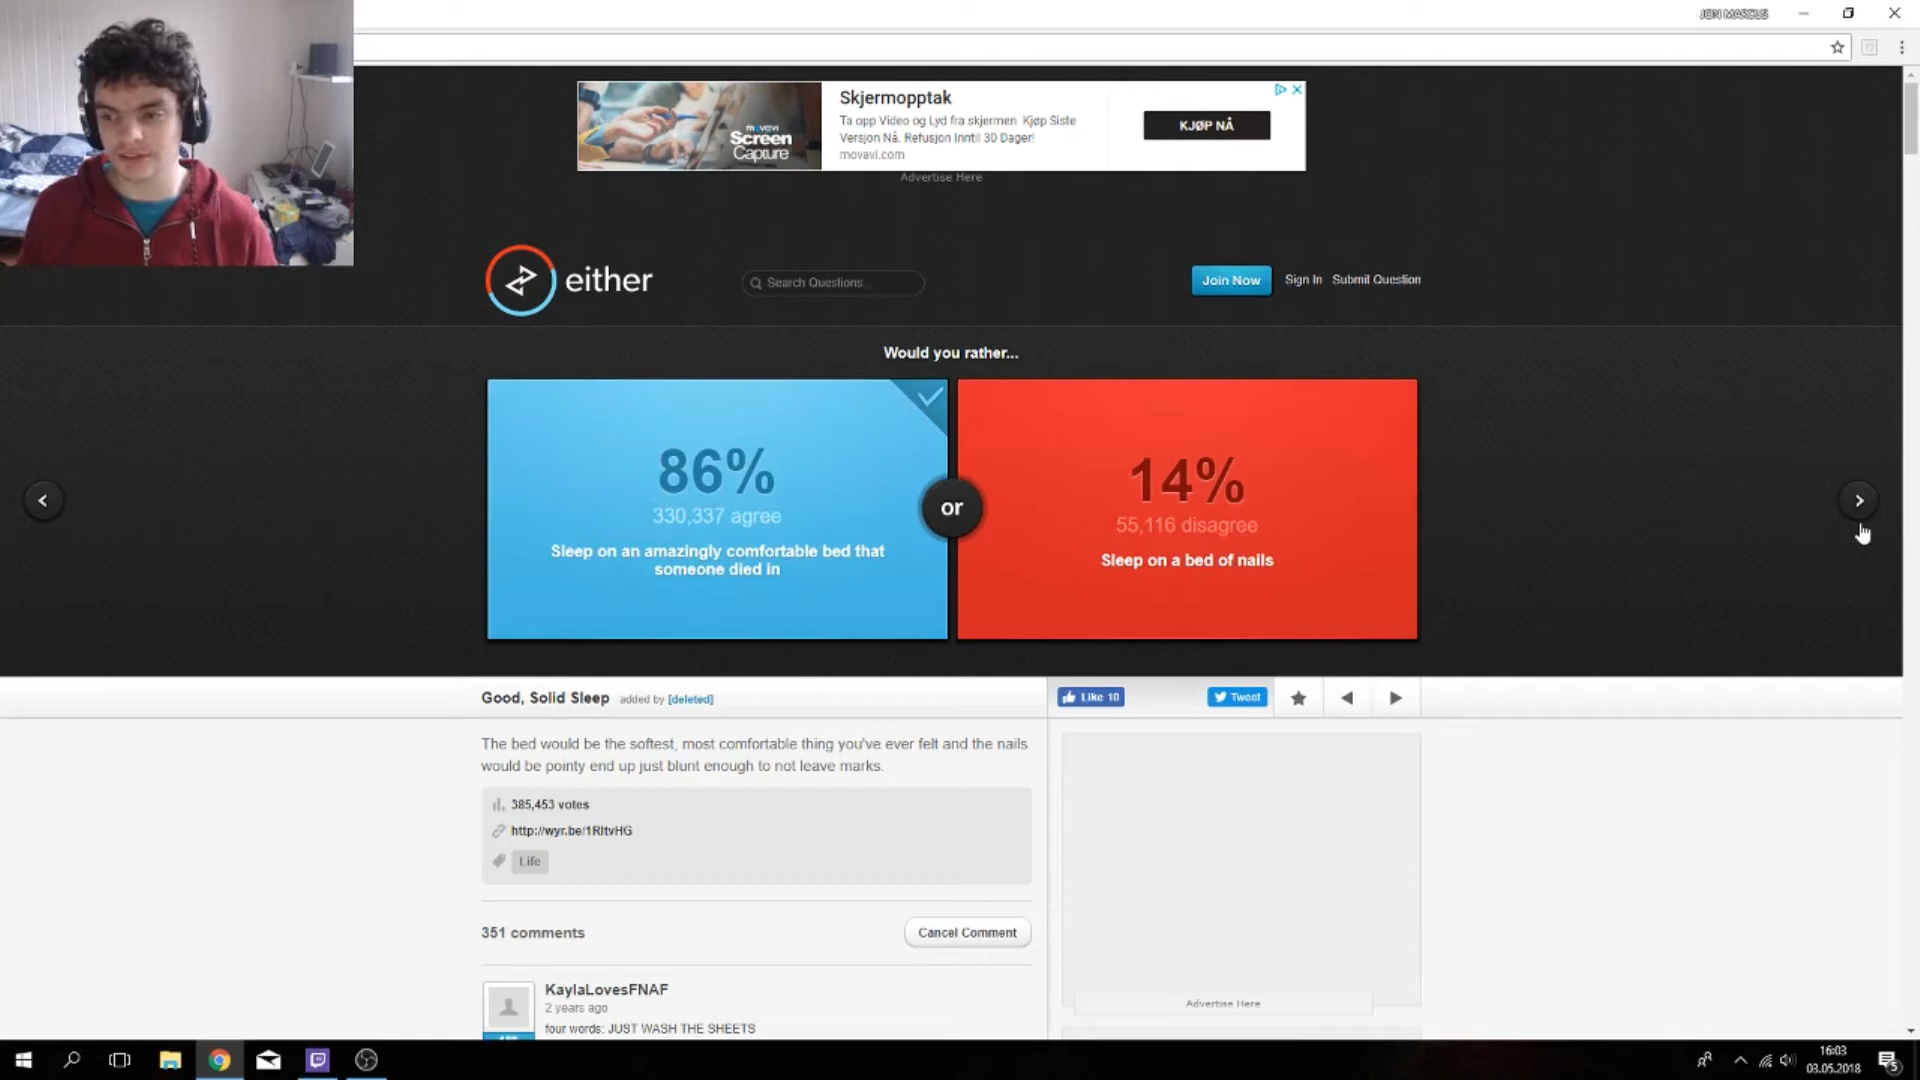 JON MARCUS
Skjermopptak
Ta opp Video og Lyd fra skjermen. Kjøp Siste
Versjon Nå. Refusjon Inntil 30 Dager!
movavi.com
movavi
Screen
Capture
KJØP NÅ
Advertise Here
either
Search Questions...
Join Now
Sign In
Submit Question
Would you rather...
86%
330,337 agree
Sleep on an amazingly comfortable bed that
someone died in
or
14%
55,116 disagree
Sleep on a bed of nails
Good, Solid Sleep added by [deleted]
Like 10
Tweet
The bed would be the softest, most comfortable thing you've ever felt and the nails
would be pointy end up just blunt enough to not leave marks.
385,453 votes
http://wyr.be/1RItvHG
Life
351 comments
Cancel Comment
KaylaLovesFNAF
2 years ago
four words: JUST WASH THE SHEETS
Advertise Here
16:03
03.05.2018
5